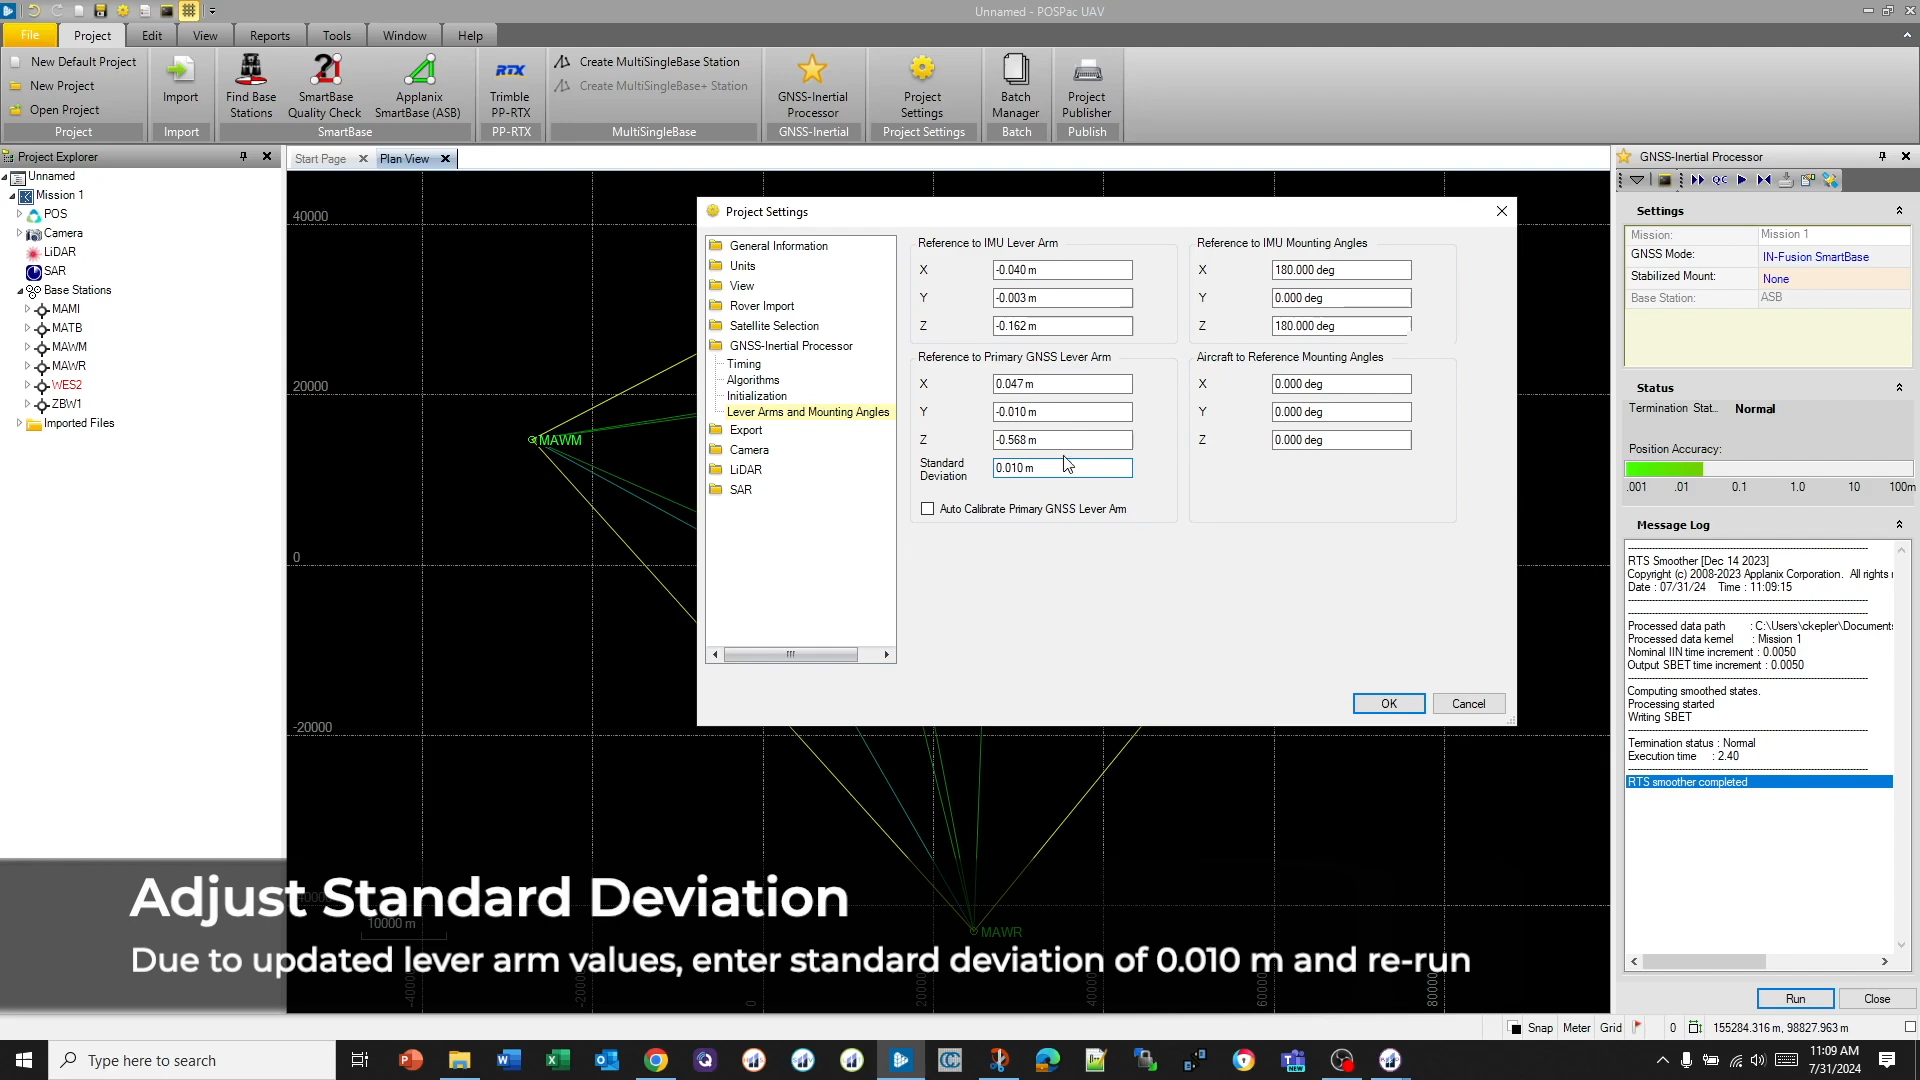 Unnamed - POSPac UAV
File
Project
Edit
View
Reports
Tools
Window
Help
New Default Project
New Project
Open Project
Project
Import
Import
Find Base
Stations
SmartBase
Quality Check
Applanix
SmartBase (ASB)
SmartBase
RTX
Trimble
PP-RTX
PP-RTX
Create MultiSingleBase Station
Create MultiSingleBase+ Station
MultiSingleBase
GNSS-Inertial
Processor
GNSS-Inertial
Project
Settings
Project Settings
Batch
Manager
Batch
Project
Publisher
Publish
Project Explorer
Unnamed
Mission 1
POS
Camera
LiDAR
SAR
Base Stations
MAMI
MATB
MAWM
MAWR
WES2
ZBW1
Imported Files
Start Page
Plan View
40000
20000
0
-20000
MAWM
MAWR
10000 m
-20000
0
20000
40000
60000
80000
Project Settings
General Information
Units
View
Rover Import
Satellite Selection
GNSS-Inertial Processor
Timing
Algorithms
Initialization
Lever Arms and Mounting Angles
Export
Camera
LiDAR
SAR
Reference to IMU Lever Arm
X -0.040 m
Y -0.003 m
Z -0.162 m
Reference to IMU Mounting Angles
X 180.000 deg
Y 0.000 deg
Z 180.000 deg
Reference to Primary GNSS Lever Arm
X 0.047 m
Y -0.010 m
Z -0.568 m
Standard
Deviation
0.010 m
Auto Calibrate Primary GNSS Lever Arm
Aircraft to Reference Mounting Angles
X 0.000 deg
Y 0.000 deg
Z 0.000 deg
OK
Cancel
GNSS-Inertial Processor
QC
Settings
Mission: Mission 1
GNSS Mode: IN-Fusion SmartBase
Stabilized Mount: None
Base Station: ASB
Status
Termination Stat... Normal
Position Accuracy:
.001 .01 0.1 1.0 10 100m
Message Log
RTS Smoother [Dec 14 2023]
Copyright (c) 2008-2023 Applanix Corporation. All rights
Date : 07/31/24 Time : 11:09:15
Processed data path : C:\Users\ckepler\Document
Processed data kernel : Mission 1
Nominal IIN time increment : 0.0050
Output SBET time increment : 0.0050
Computing smoothed states.
Processing started
Writing SBET
Termination status : Normal
Execution time : 2.40
RTS smoother completed
Run
Close
Adjust Standard Deviation
Due to updated lever arm values, enter standard deviation of 0.010 m and re-run
Snap
Meter
Grid
0
155284.316 m, 98827.963 m
Type here to search
NEW
11:09 AM
7/31/2024